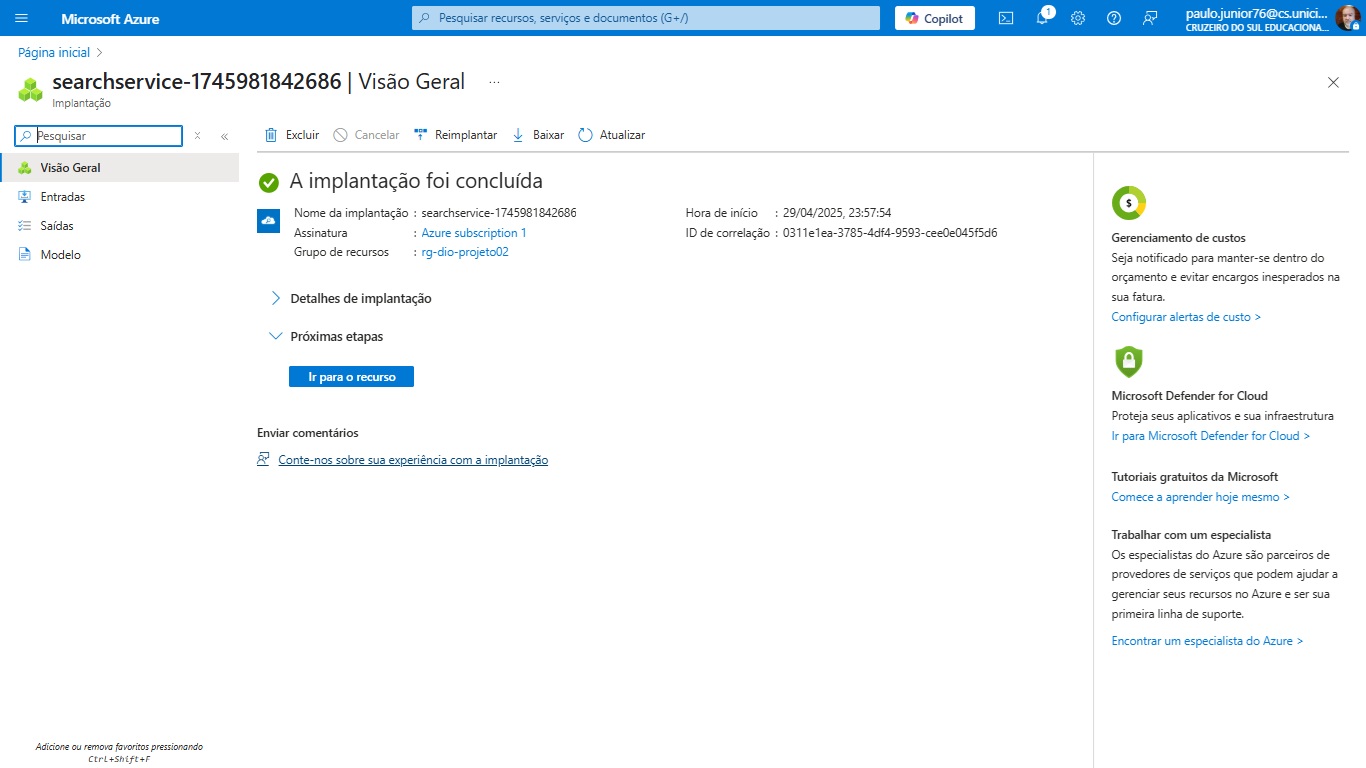 Microsoft Azure
Pesquisar recursos, serviços e documentos (G+/)
Copilot
1
paulo.junior76@cs.unici...
CRUZEIRO DO SUL EDUCACIONA...
Página inicial >
searchservice-1745981842686 | Visão Geral ...
Implantação
Pesquisar
Visão Geral
Entradas
Saídas
Modelo
Adicione ou remova favoritos pressionando
Ctrl+Shift+F
Excluir Cancelar Reimplantar Baixar Atualizar
A implantação foi concluída
Nome da implantação : searchservice-1745981842686
Assinatura : Azure subscription 1
Grupo de recursos : rg-dio-projeto02
Hora de início : 29/04/2025, 23:57:54
ID de correlação : 0311e1ea-3785-4df4-9593-cee0e045f5d6
Detalhes de implantação
Próximas etapas
Ir para o recurso
Enviar comentários
Conte-nos sobre sua experiência com a implantação
$
Gerenciamento de custos
Seja notificado para manter-se dentro do
orçamento e evitar encargos inesperados na
sua fatura.
Configurar alertas de custo >
Microsoft Defender for Cloud
Proteja seus aplicativos e sua infraestrutura
Ir para Microsoft Defender for Cloud >
Tutoriais gratuitos da Microsoft
Comece a aprender hoje mesmo >
Trabalhar com um especialista
Os especialistas do Azure são parceiros de
provedores de serviços que podem ajudar a
gerenciar seus recursos no Azure e ser sua
primeira linha de suporte.
Encontrar um especialista do Azure >